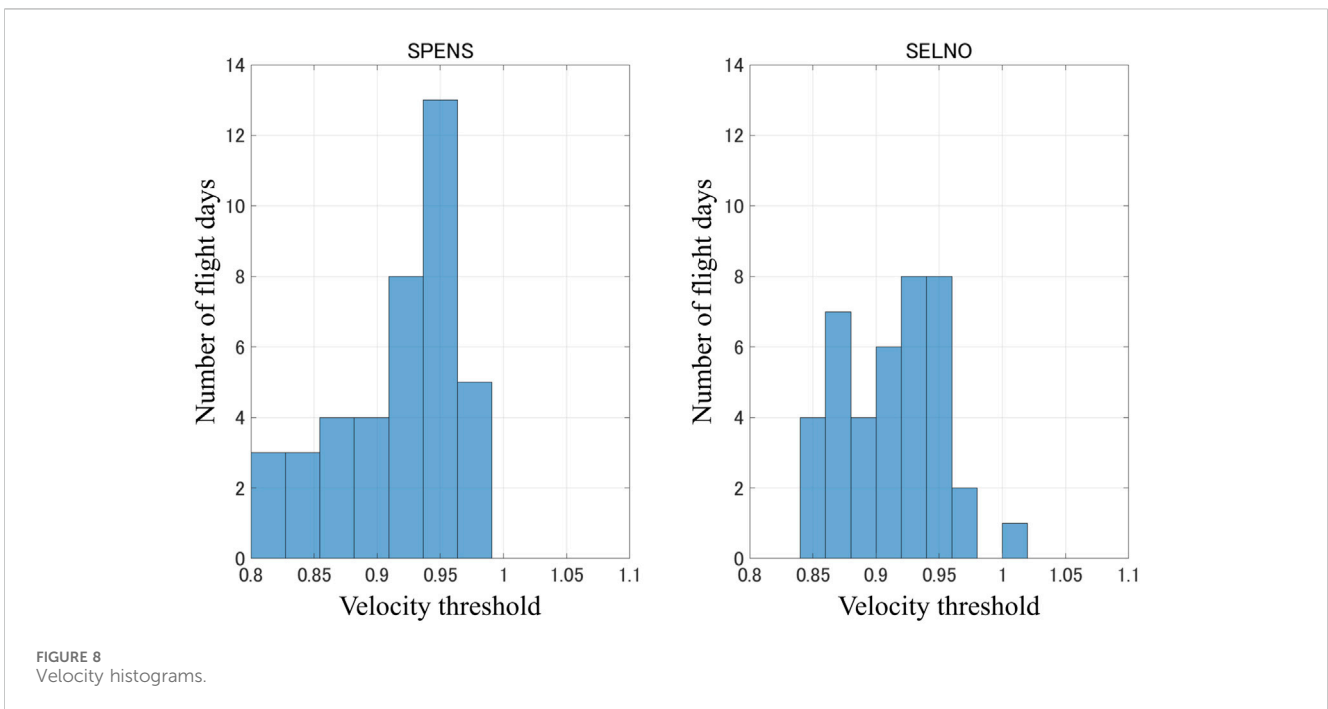 SPENS
14
12
10
8
6
4
2
0
Number of flight days
0.8 0.85 0.9 0.95 1 1.05 1.1
Velocity threshold
SELNO
14
12
10
8
6
4
2
0
Number of flight days
0.8 0.85 0.9 0.95 1 1.05 1.1
Velocity threshold
FIGURE 8
Velocity histograms.